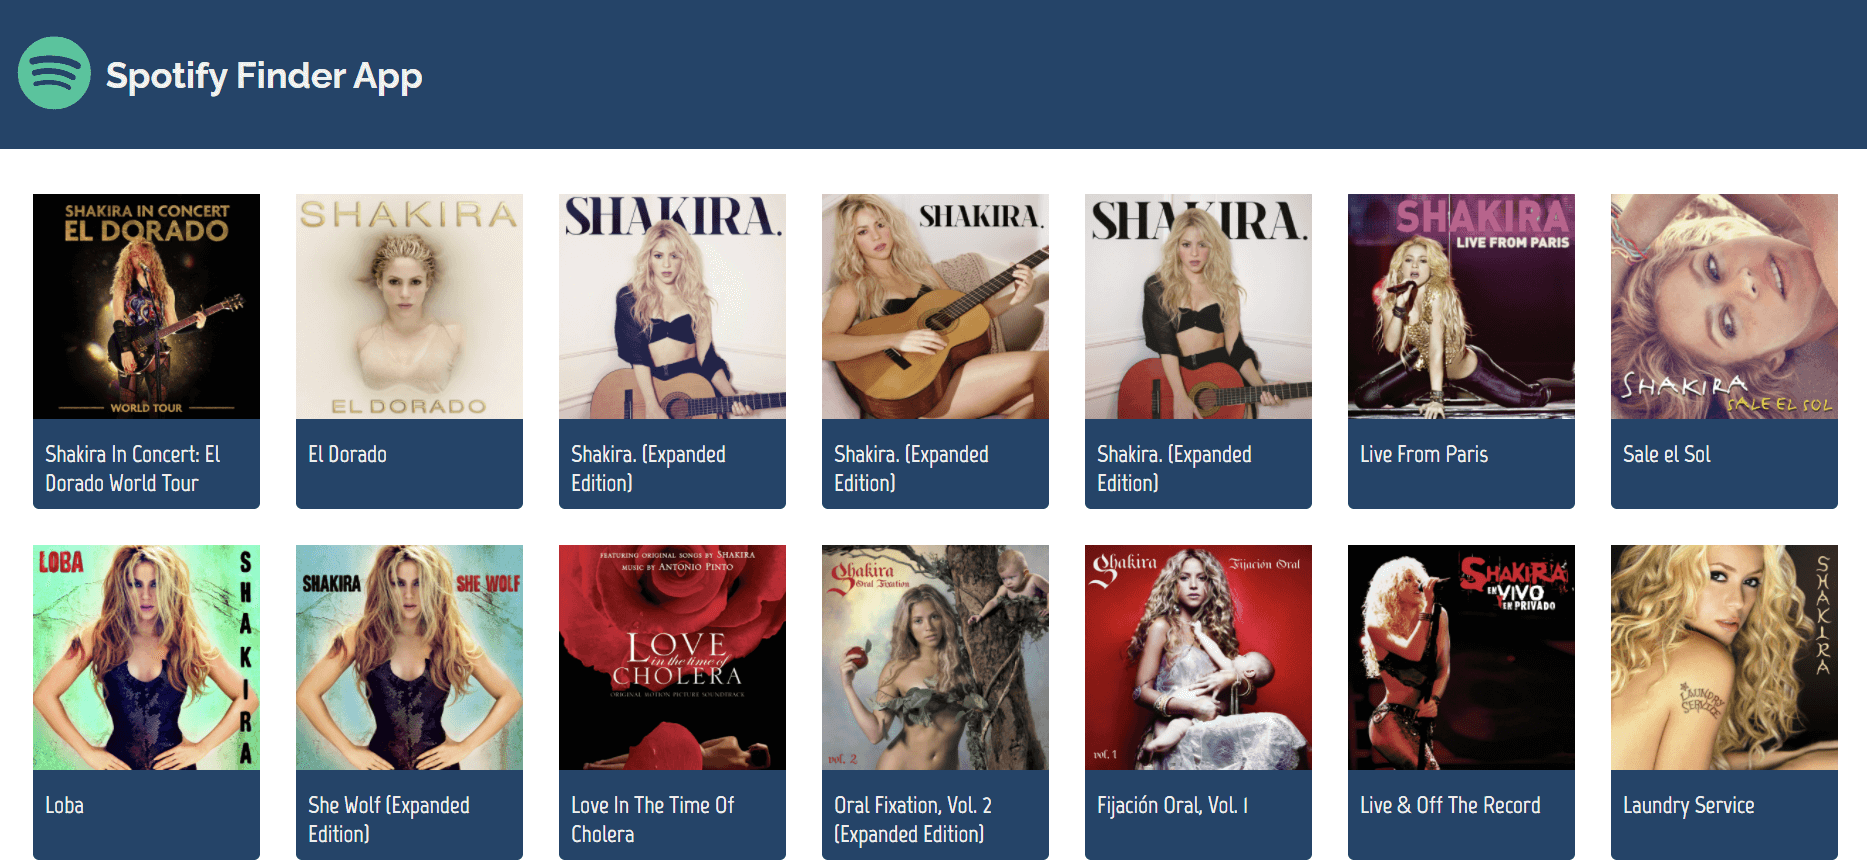 Spotify Finder App
SHAKIRA IN CONCERT
EL DORADO
WORLD TOUR
SHAKIRA
EL DORADO
SHAKIRA.
SHAKIRA.
SHAKIRA.
SHAKIRA
LIVE FROM PARIS
SHAKIRA
SALE EL SOL
Shakira In Concert: El
Dorado World Tour
El Dorado
Shakira. (Expanded
Edition)
Shakira. (Expanded
Edition)
Shakira. (Expanded
Edition)
Live From Paris
Sale el Sol
LOBA
SHAKIRA
SHAKIRA
SHE WOLF
FEATURING ORIGINAL SONGS BY SHAKIRA
MUSIC BY ANTONIO PINTO
LOVE
in the time of
CHOLERA
ORIGINAL MOTION PICTURE SOUNDTRACK
Shakira
Oral Fixation
vol. 2
Shakira
Fijación Oral
vol. 1
SHAKIRA
EN VIVO
EN PRIVADO
SHAKIRA
LAUNDRY
SERVICE
Loba
She Wolf (Expanded
Edition)
Love In The Time Of
Cholera
Oral Fixation, Vol. 2
(Expanded Edition)
Fijación Oral, Vol. 1
Live & Off The Record
Laundry Service